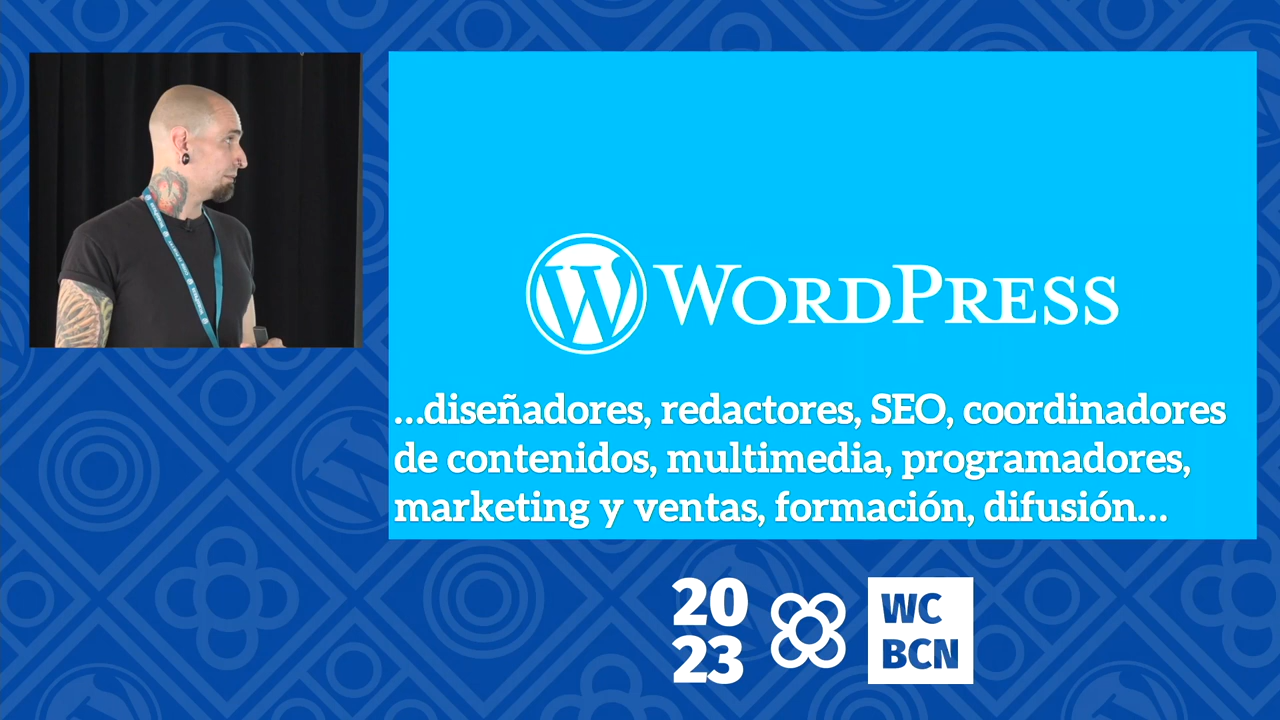 WORDPRESS
...diseñadores, redactores, SEO, coordinadores
de contenidos, multimedia, programadores,
marketing y ventas, formación, difusión...
20
23
WC
BCN